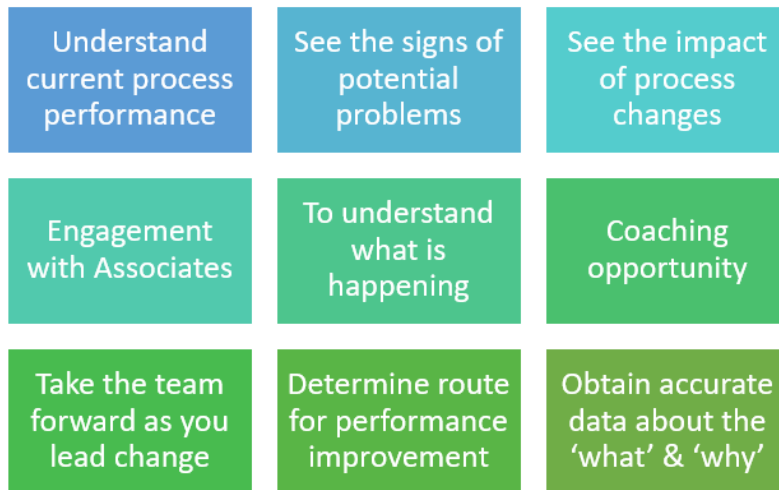 Understand
current process
performance
See the signs of
potential
problems
See the impact
of process
changes
Engagement
with Associates
To understand
what is
happening
Coaching
opportunity
Take the team
forward as you
lead change
Determine route
for performance
improvement
Obtain accurate
data about the
‘what’ & ‘why’